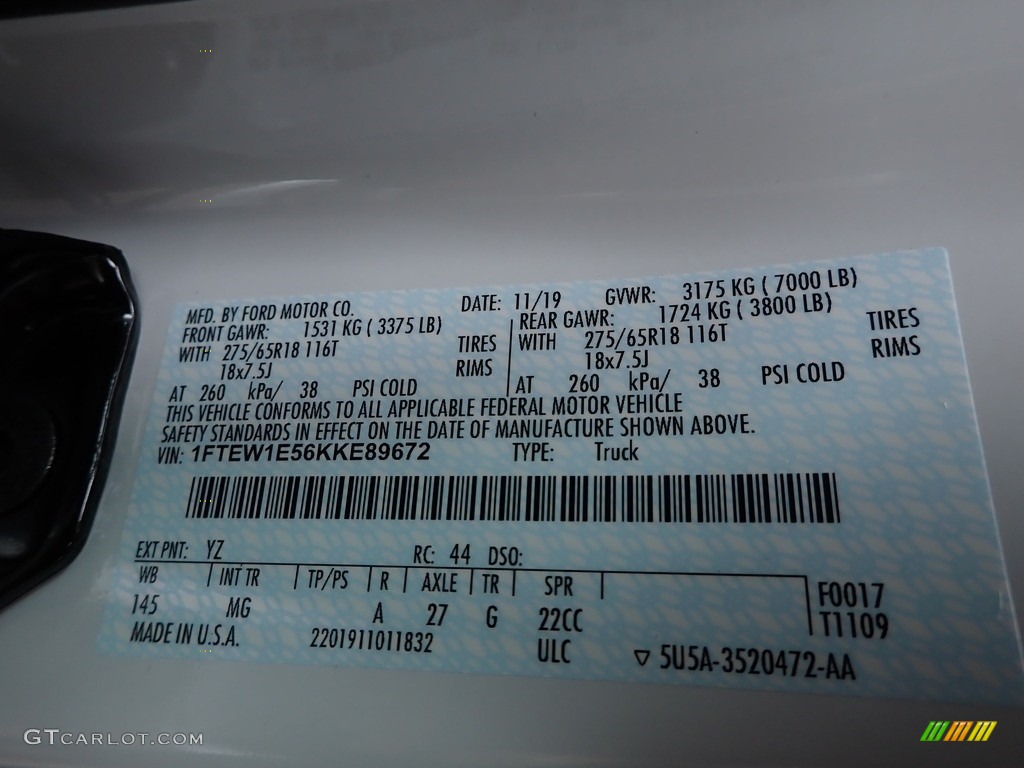 MFD. BY FORD MOTOR CO. DATE: 11/19 GVWR: 3175 KG ( 7000 LB)
FRONT GAWR: 1531 KG ( 3375 LB) REAR GAWR: 1724 KG ( 3800 LB)
WITH 275/65R18 116T TIRES WITH 275/65R18 116T TIRES
18x7.5J RIMS 18x7.5J RIMS
AT 260 kPa/ 38 PSI COLD AT 260 kPa/ 38 PSI COLD
THIS VEHICLE CONFORMS TO ALL APPLICABLE FEDERAL MOTOR VEHICLE
SAFETY STANDARDS IN EFFECT ON THE DATE OF MANUFACTURE SHOWN ABOVE.
VIN: 1FTEW1E56KKE89672 TYPE: Truck
EXT PNT: YZ RC: 44 DSO:
WB INT TR TP/PS R AXLE TR SPR F0017
145 MG A 27 G 22CC T1109
MADE IN U.S.A. 2201911011832 ULC ▽ 5U5A-3520472-AA
GTCARLOT.COM